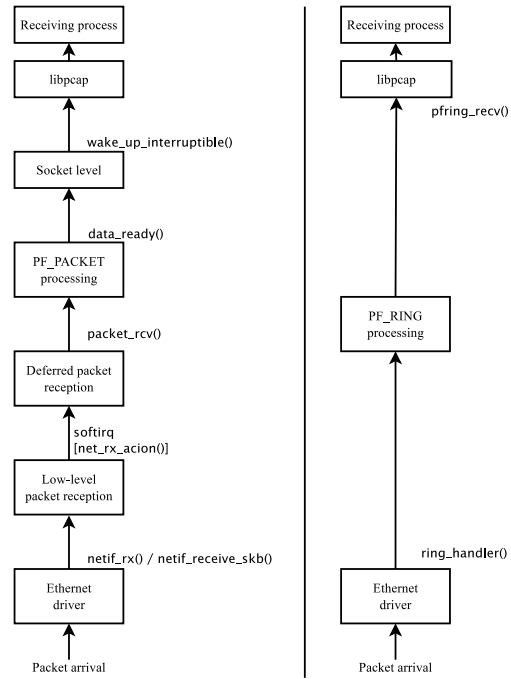 Receiving process
libpcap
wake_up_interruptible()
Socket level
data_ready()
PF_PACKET
processing
packet_rcv()
Deferred packet
reception
softirq
[net_rx_acion()]
Low-level
packet reception
netif_rx() / netif_receive_skb()
Ethernet
driver
Packet arrival
Receiving process
libpcap
pfring_recv()
PF_RING
processing
ring_handler()
Ethernet
driver
Packet arrival